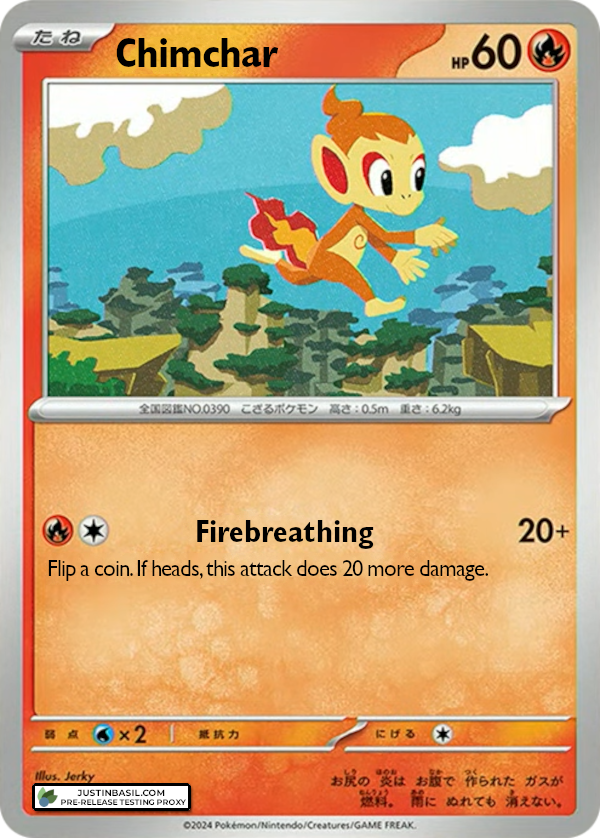 たね
Chimchar
HP60
全国図鑑NO.0390 こざるポケモン 高さ:0.5m 重さ:6.2kg
Firebreathing 20+
Flip a coin. If heads, this attack does 20 more damage.
弱点 ×2 抵抗力 にげる
Illus. Jerky
JUSTINBASIL.COM
PRE-RELEASE TESTING PROXY
お尻の 炎は お腹で 作られた ガスが
燃料。 雨に ぬれても 消えない。
©2024 Pokémon/Nintendo/Creatures/GAME FREAK.